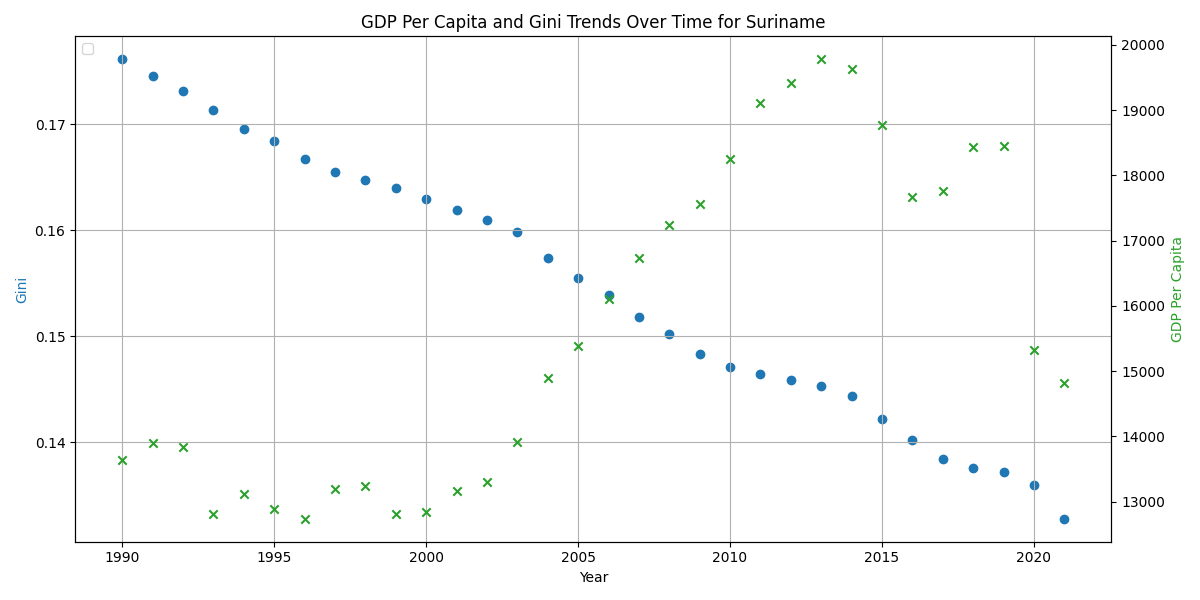 GDP Per Capita and Gini Trends Over Time for Suriname
Gini
0.17
0.16
0.15
0.14
20000
19000
18000
17000
16000
15000
14000
13000
GDP Per Capita
1990 1995 2000 2005 2010 2015 2020
Year